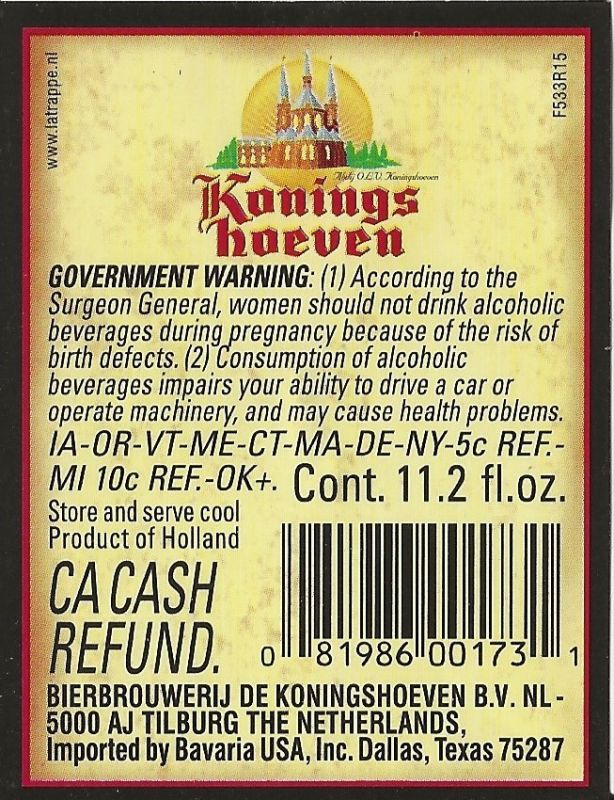 www.latrappe.nl
F533R15
Abdij O.L.V. Koningshoeven
Konings
hoeven
GOVERNMENT WARNING: (1) According to the
Surgeon General, women should not drink alcoholic
beverages during pregnancy because of the risk of
birth defects. (2) Consumption of alcoholic
beverages impairs your ability to drive a car or
operate machinery, and may cause health problems.
IA-OR-VT-ME-CT-MA-DE-NY-5c REF.-
MI 10c REF.-OK+. Cont. 11.2 fl.oz.
Store and serve cool
Product of Holland
CA CASH
REFUND.
0 81986 00173 1
BIERBROUWERIJ DE KONINGSHOEVEN B.V. NL-
5000 AJ TILBURG THE NETHERLANDS,
Imported by Bavaria USA, Inc. Dallas, Texas 75287